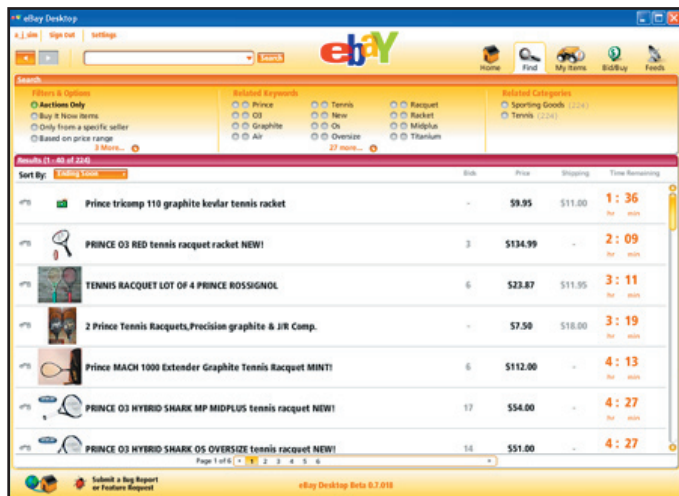 eBay Desktop
a_j_sim Sign Out Settings
Search
ebaY
Home Find My Items Bid/Buy Feeds
Search
Filters & Options Related Keywords Related Categories
Auctions Only Prince Tennis Racquet Sporting Goods (224)
Buy It Now items O3 New Racket Tennis (224)
Only from a specific seller Graphite Os Midplus
Based on price range Air Oversize Titanium
3 More... 27 more...
Results (1 - 40 of 224)
Sort By: Ending Soon Bids Price Shipping Time Remaining
Prince tricomp 110 graphite kevlar tennis racket - $9.95 $11.00 1 : 36
hr min
PRINCE O3 RED tennis racquet racket NEW! 3 $134.99 - 2 : 09
hr min
TENNIS RACQUET LOT OF 4 PRINCE ROSSIGNOL 6 $23.87 $11.95 3 : 11
hr min
2 Prince Tennis Racquets,Precision graphite & J/R Comp. - $7.50 $18.00 3 : 19
hr min
Prince MACH 1000 Extender Graphite Tennis Racquet MINT! 6 $112.00 - 4 : 13
hr min
PRINCE O3 HYBRID SHARK MP MIDPLUS tennis racquet NEW! 17 $54.00 - 4 : 27
hr min
PRINCE O3 HYBRID SHARK OS OVERSIZE tennis racquet NEW! 14 $51.00 - 4 : 27
Page 1 of 6 1 2 3 4 5 6
Submit a Bug Report
or Feature Request
eBay Desktop Beta 0.7.018